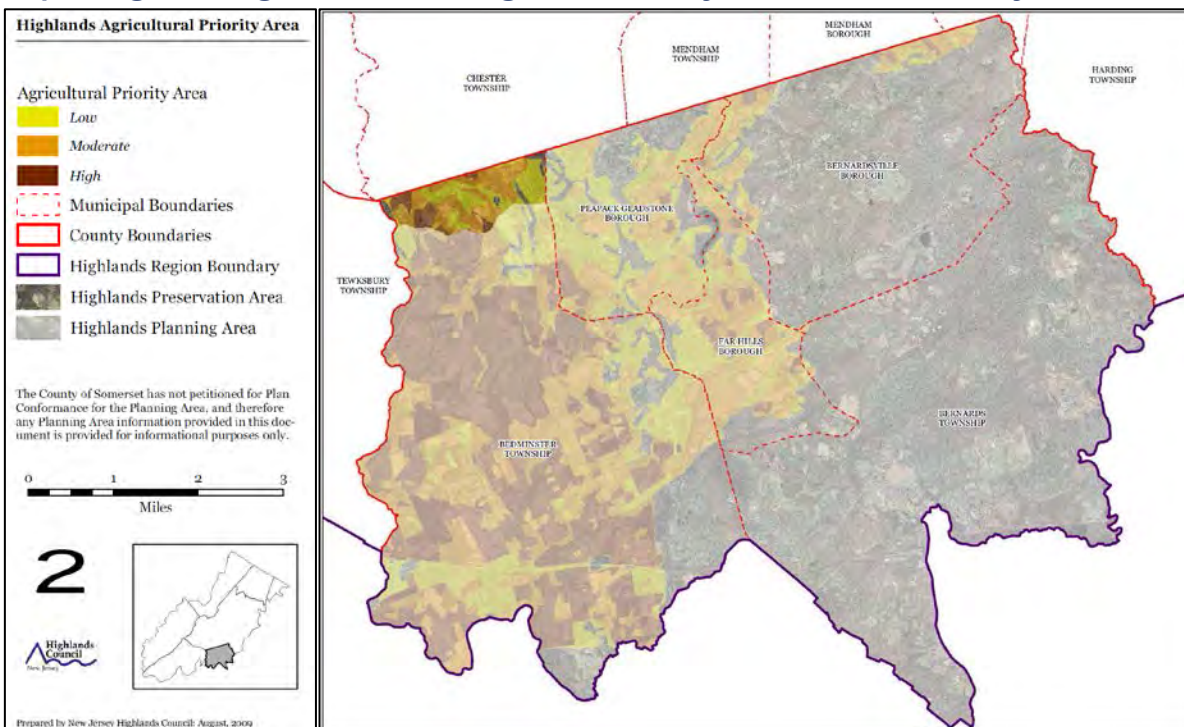 Highlands Agricultural Priority Area
Agricultural Priority Area
Low
Moderate
High
Municipal Boundaries
County Boundaries
Highlands Region Boundary
Highlands Preservation Area
Highlands Planning Area
The County of Somerset has not petitioned for Plan
Conformance for the Planning Area, and therefore
any Planning Area information provided in this doc-
ument is provided for informational purposes only.
0 1 2 3
Miles
2
Highlands
Council
New Jersey
Prepared by New Jersey Highlands Council: August, 2009
MENDHAM
BOROUGH
MENDHAM
TOWNSHIP
CHESTER
TOWNSHIP
HARDING
TOWNSHIP
BERNARDSVILLE
BOROUGH
PEAPACK GLADSTONE
BOROUGH
TEWKSBURY
TOWNSHIP
FAR HILLS
BOROUGH
BERNARDS
TOWNSHIP
BEDMINSTER
TOWNSHIP